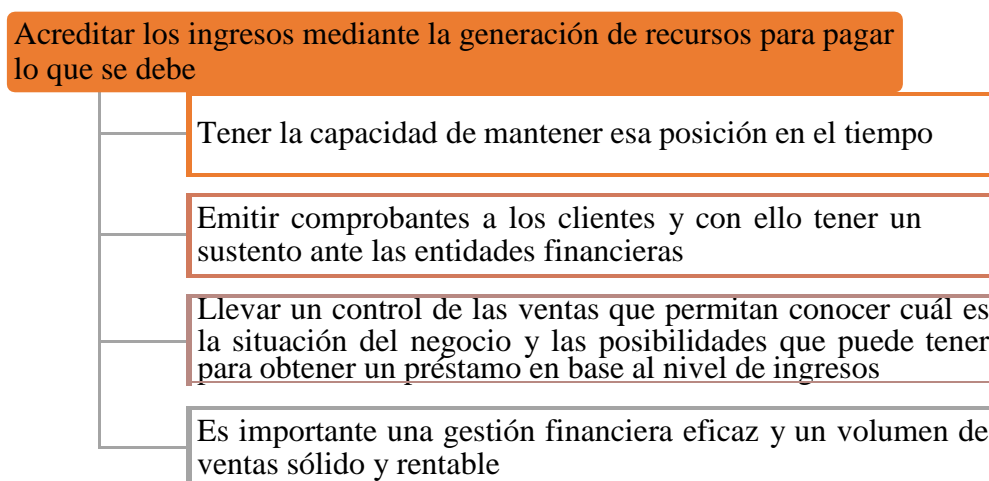 Acreditar los ingresos mediante la generación de recursos para pagar
lo que se debe
Tener la capacidad de mantener esa posición en el tiempo
Emitir comprobantes a los clientes y con ello tener un
sustento ante las entidades financieras
Llevar un control de las ventas que permitan conocer cuál es
la situación del negocio y las posibilidades que puede tener
para obtener un préstamo en base al nivel de ingresos
Es importante una gestión financiera eficaz y un volumen de
ventas sólido y rentable